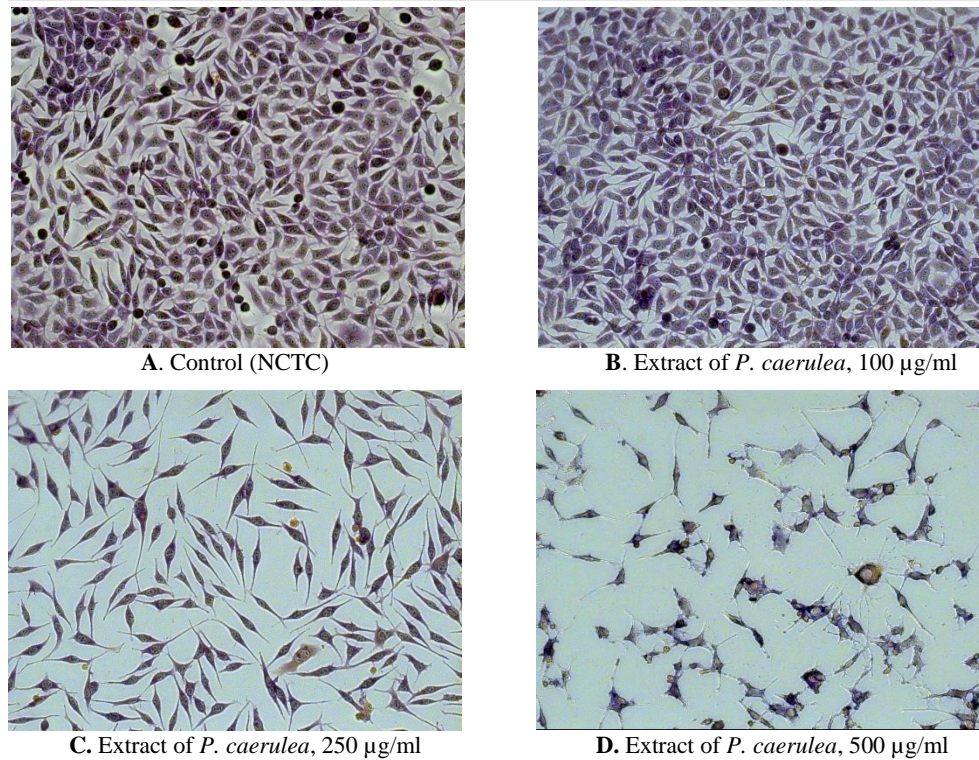 A. Control (NCTC)
B. Extract of P. caerulea, 100 µg/ml
C. Extract of P. caerulea, 250 µg/ml
D. Extract of P. caerulea, 500 µg/ml